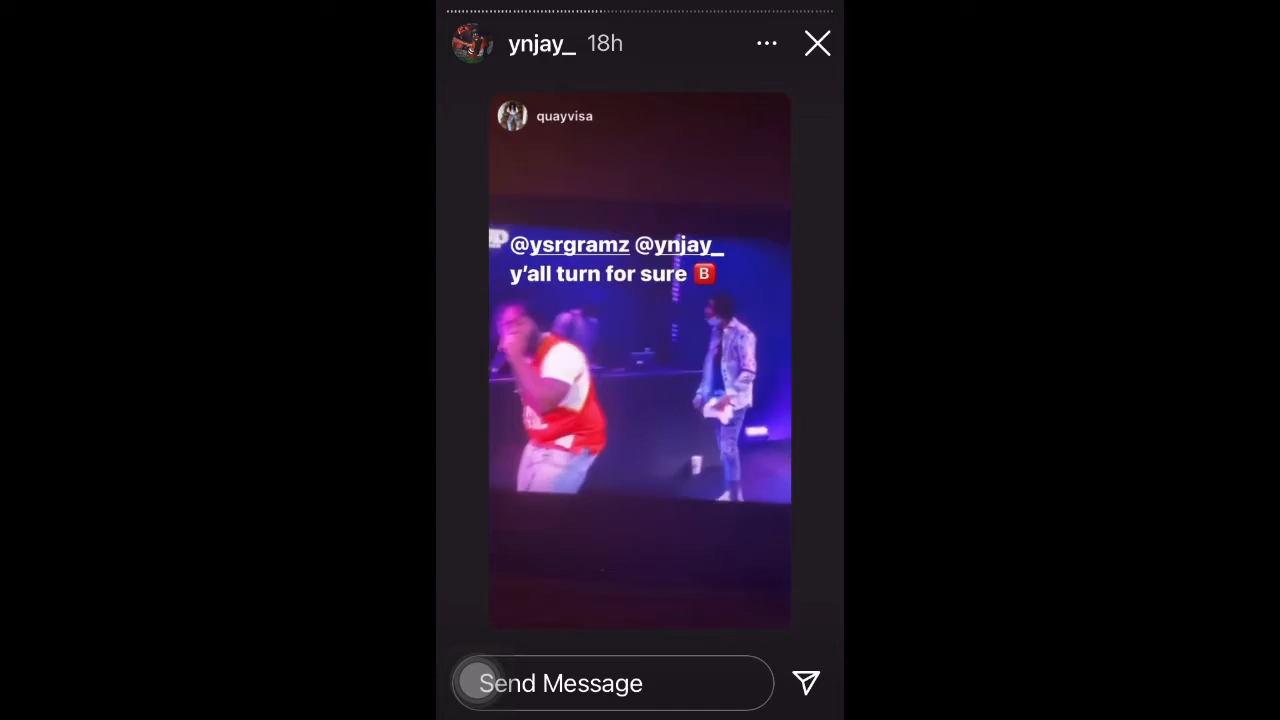 ynjay_ 18h
quayvisa
@ysrgramz @ynjay_
y’all turn for sure 🅱️
Send Message